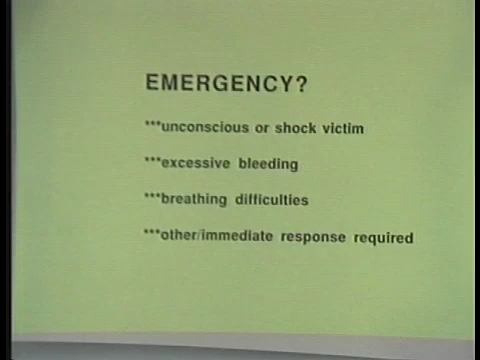 EMERGENCY?
***unconscious or shock victim
***excessive bleeding
***breathing difficulties
***other/immediate response required